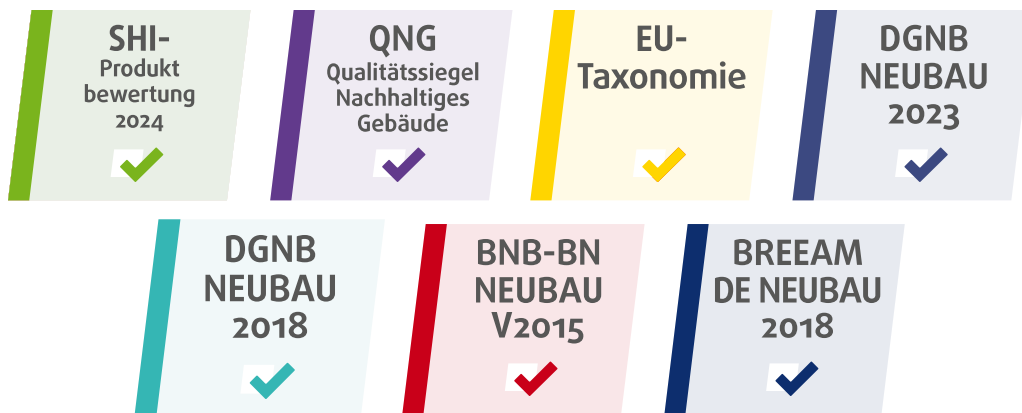 SHI-
Produkt
bewertung
2024
QNG
Qualitätssiegel
Nachhaltiges
Gebäude
EU-
Taxonomie
DGNB
NEUBAU
2023
DGNB
NEUBAU
2018
BNB-BN
NEUBAU
V2015
BREEAM
DE NEUBAU
2018